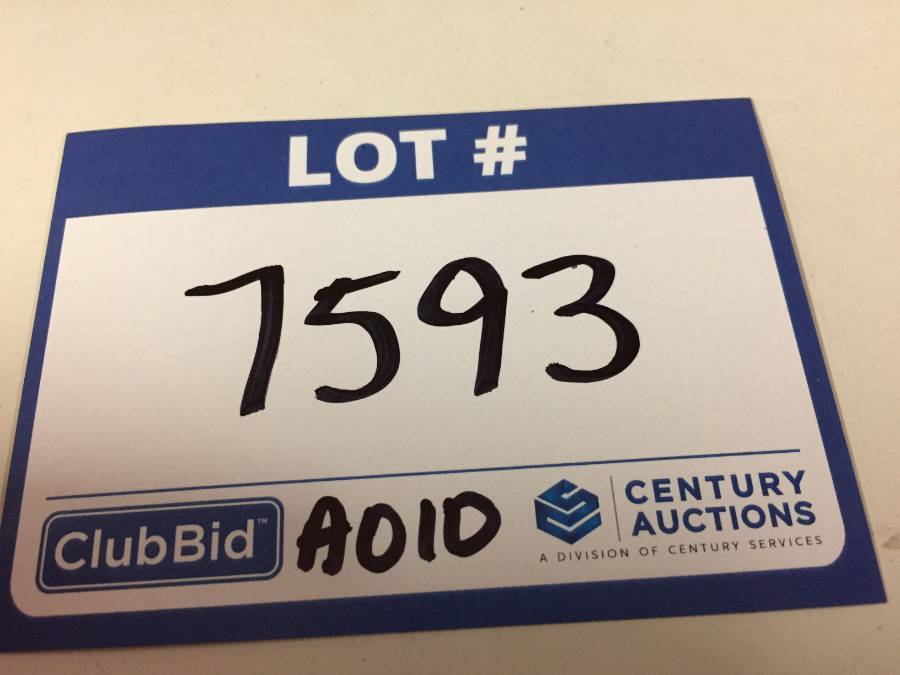 LOT #
7593
ClubBid™ A010 CENTURY
AUCTIONS
A DIVISION OF CENTURY SERVICES